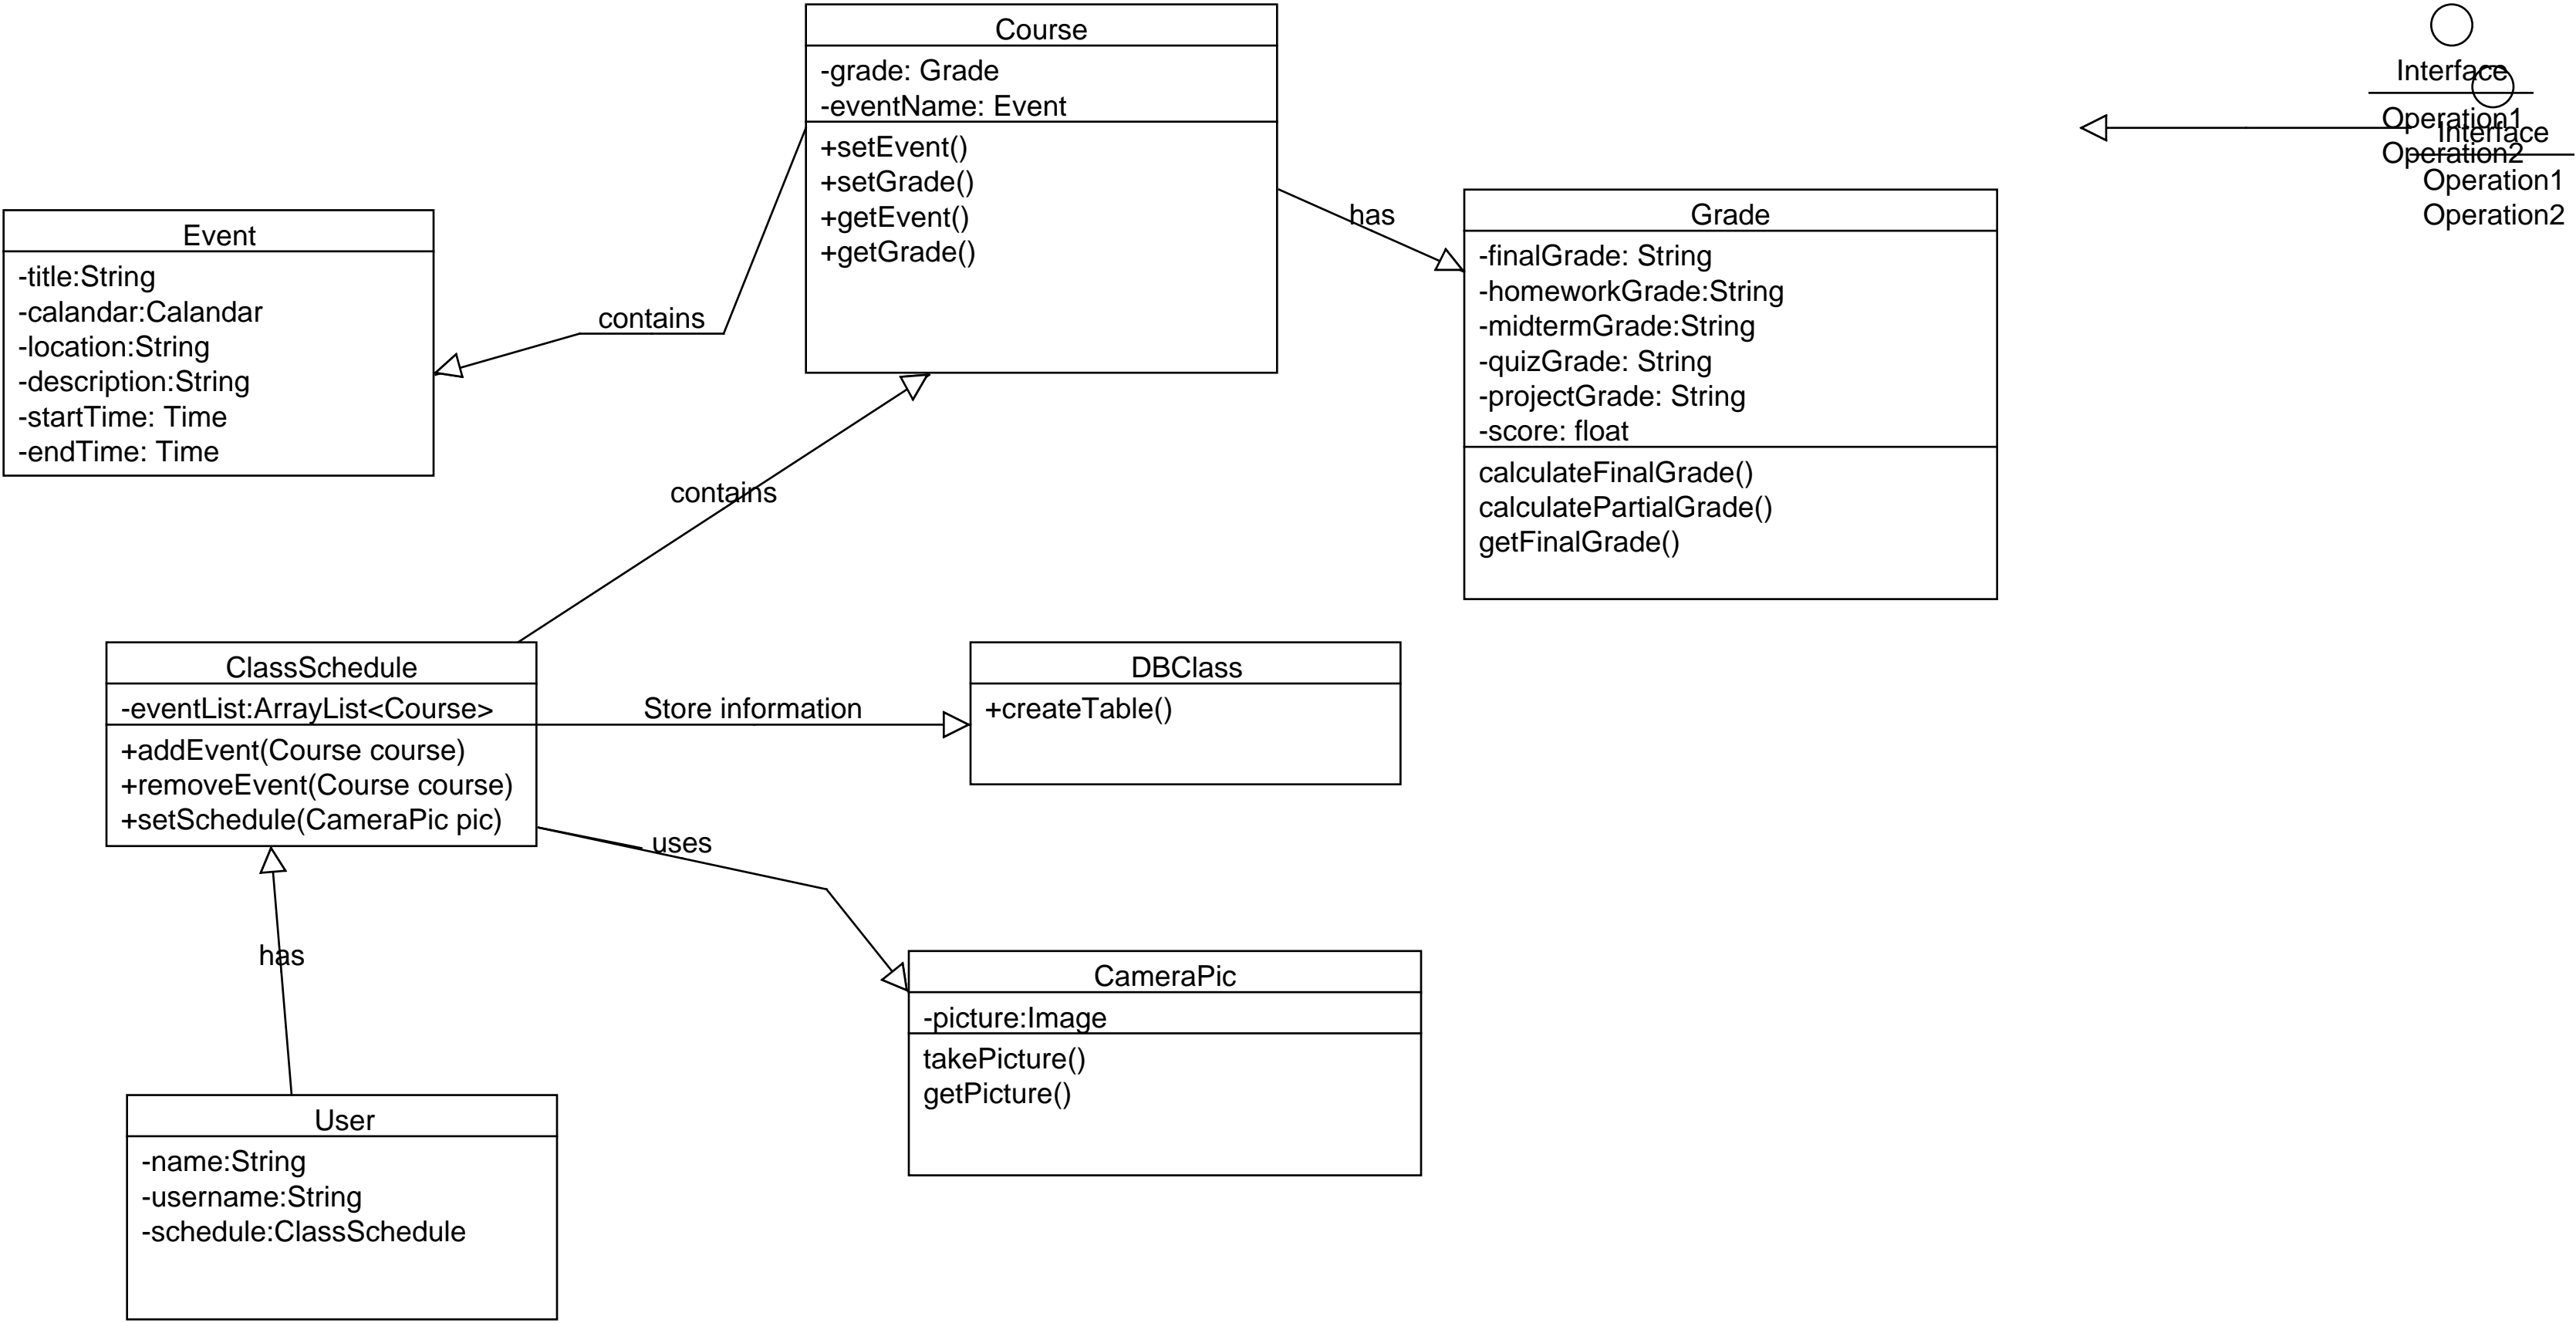 Course
-grade: Grade
-eventName: Event
+setEvent()
+setGrade()
+getEvent()
+getGrade()
Interface
Operation1
Operation2
Interface
Operation1
Operation2
has
Grade
-finalGrade: String
-homeworkGrade:String
-midtermGrade:String
-quizGrade: String
-projectGrade: String
-score: float
calculateFinalGrade()
calculatePartialGrade()
getFinalGrade()
Event
-title:String
-calandar:Calandar
-location:String
-description:String
-startTime: Time
-endTime: Time
contains
contains
ClassSchedule
-eventList:ArrayList<Course>
+addEvent(Course course)
+removeEvent(Course course)
+setSchedule(CameraPic pic)
Store information
DBClass
+createTable()
uses
has
CameraPic
-picture:Image
takePicture()
getPicture()
User
-name:String
-username:String
-schedule:ClassSchedule